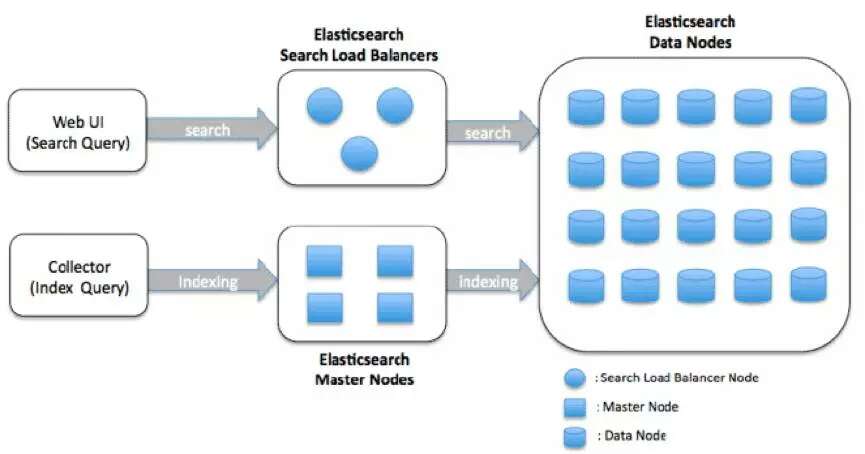 Elasticsearch
Search Load Balancers
Elasticsearch
Data Nodes
Web UI
(Search Query)
search
search
Collector
(Index Query)
Indexing
indexing
Elasticsearch
Master Nodes
: Search Load Balancer Node
: Master Node
: Data Node